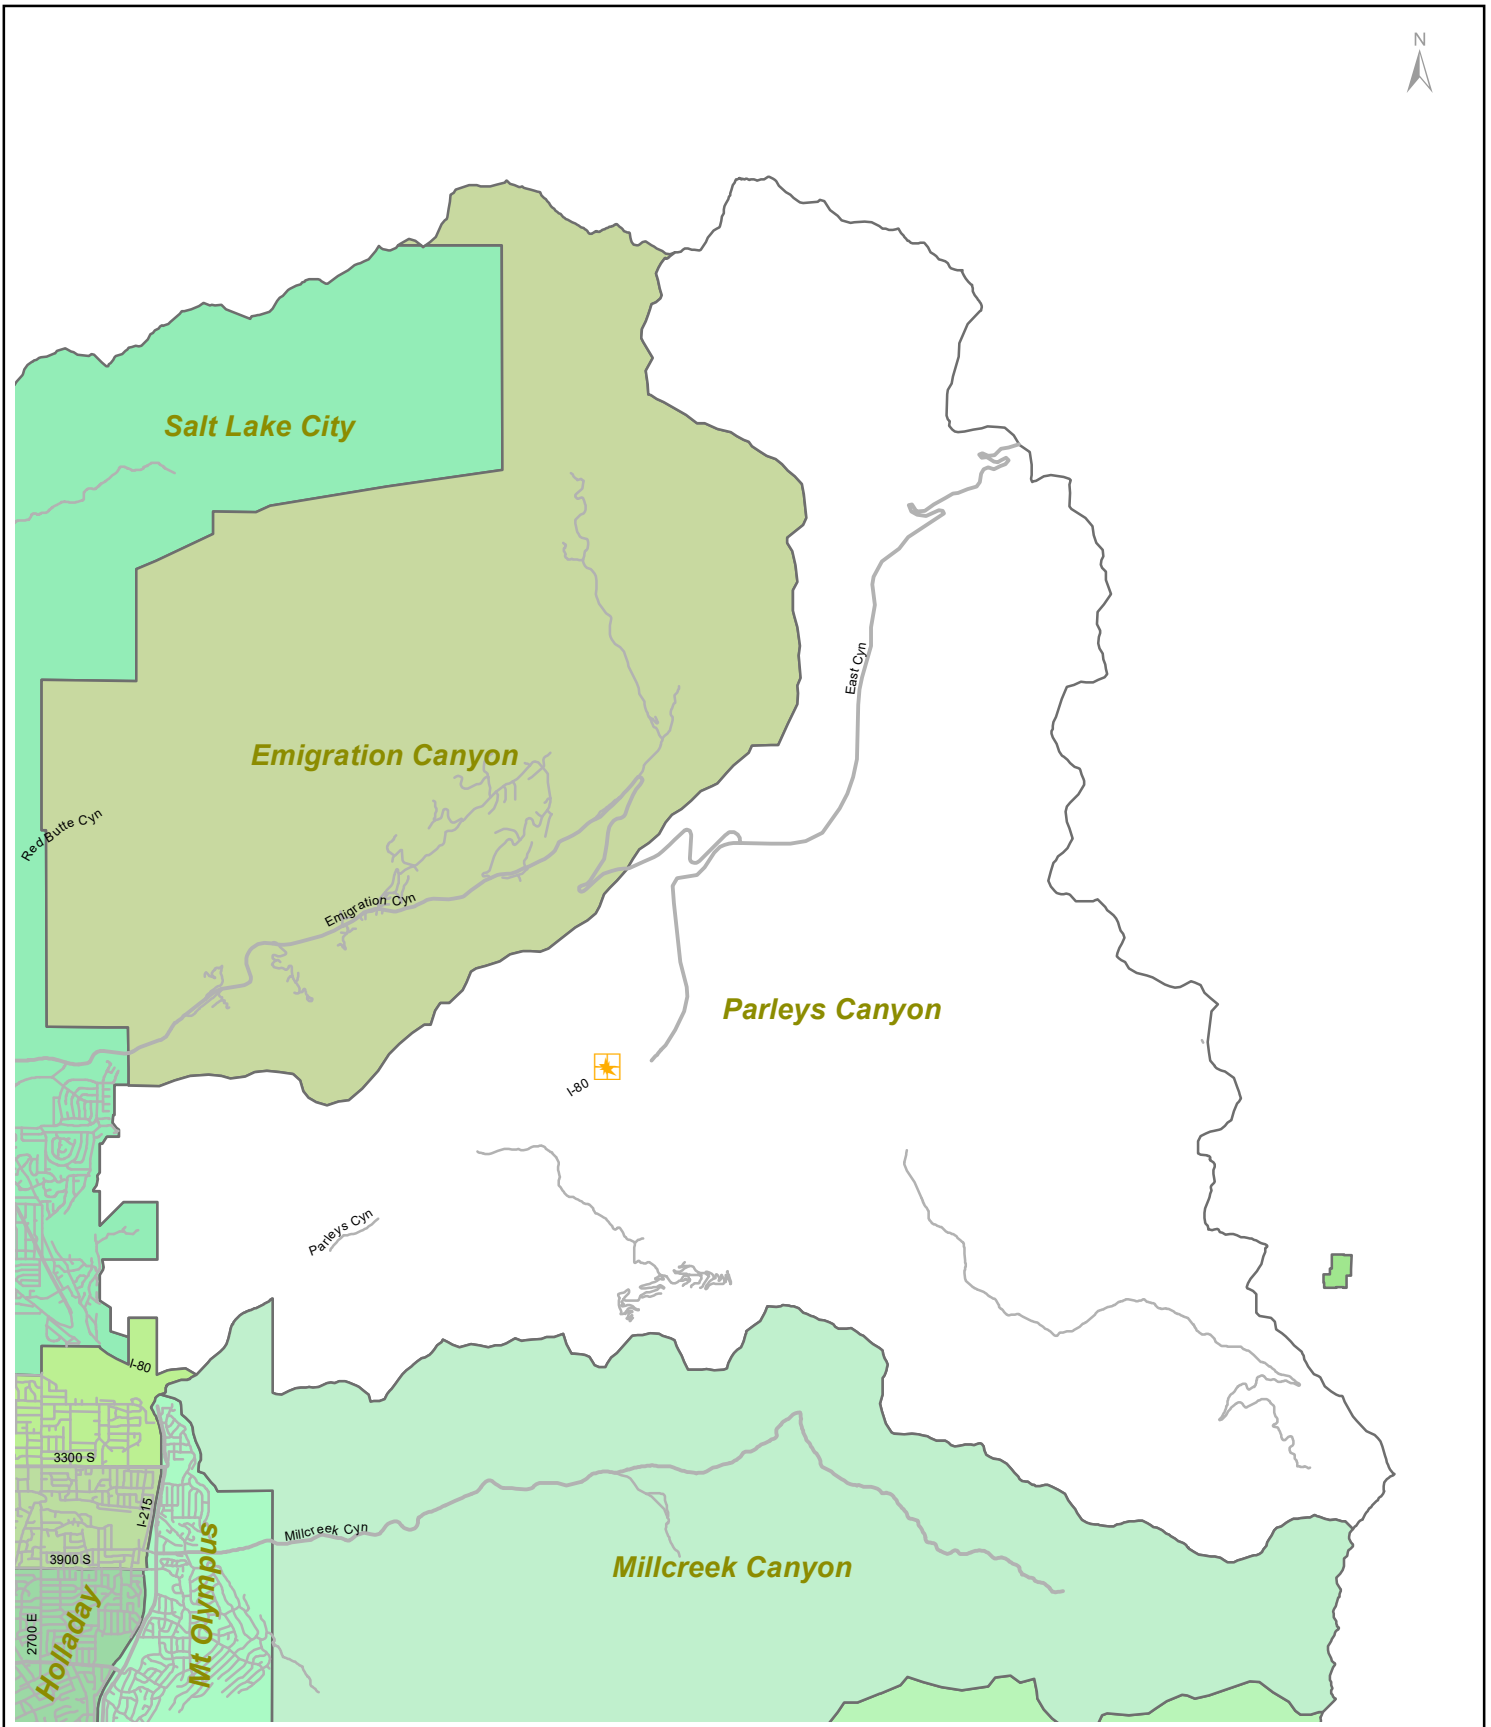 N
Salt Lake City
East Cyn
Emigration Canyon
Red Butte Cyn
Emigration Cyn
Parleys Canyon
I-80
Parleys Cyn
I-80
3300 S
I-215
Millcreek Cyn
3900 S
Millcreek Canyon
Mt Olympus
Holladay
2700 E